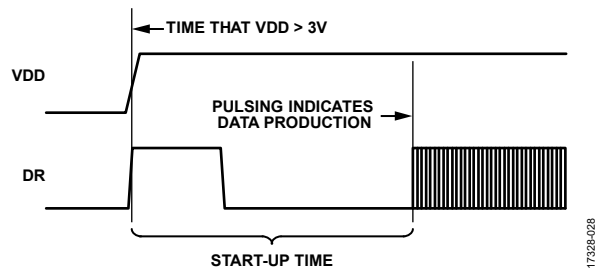 TIME THAT VDD > 3V
VDD
PULSING INDICATES
DATA PRODUCTION
DR
START-UP TIME
17328-028